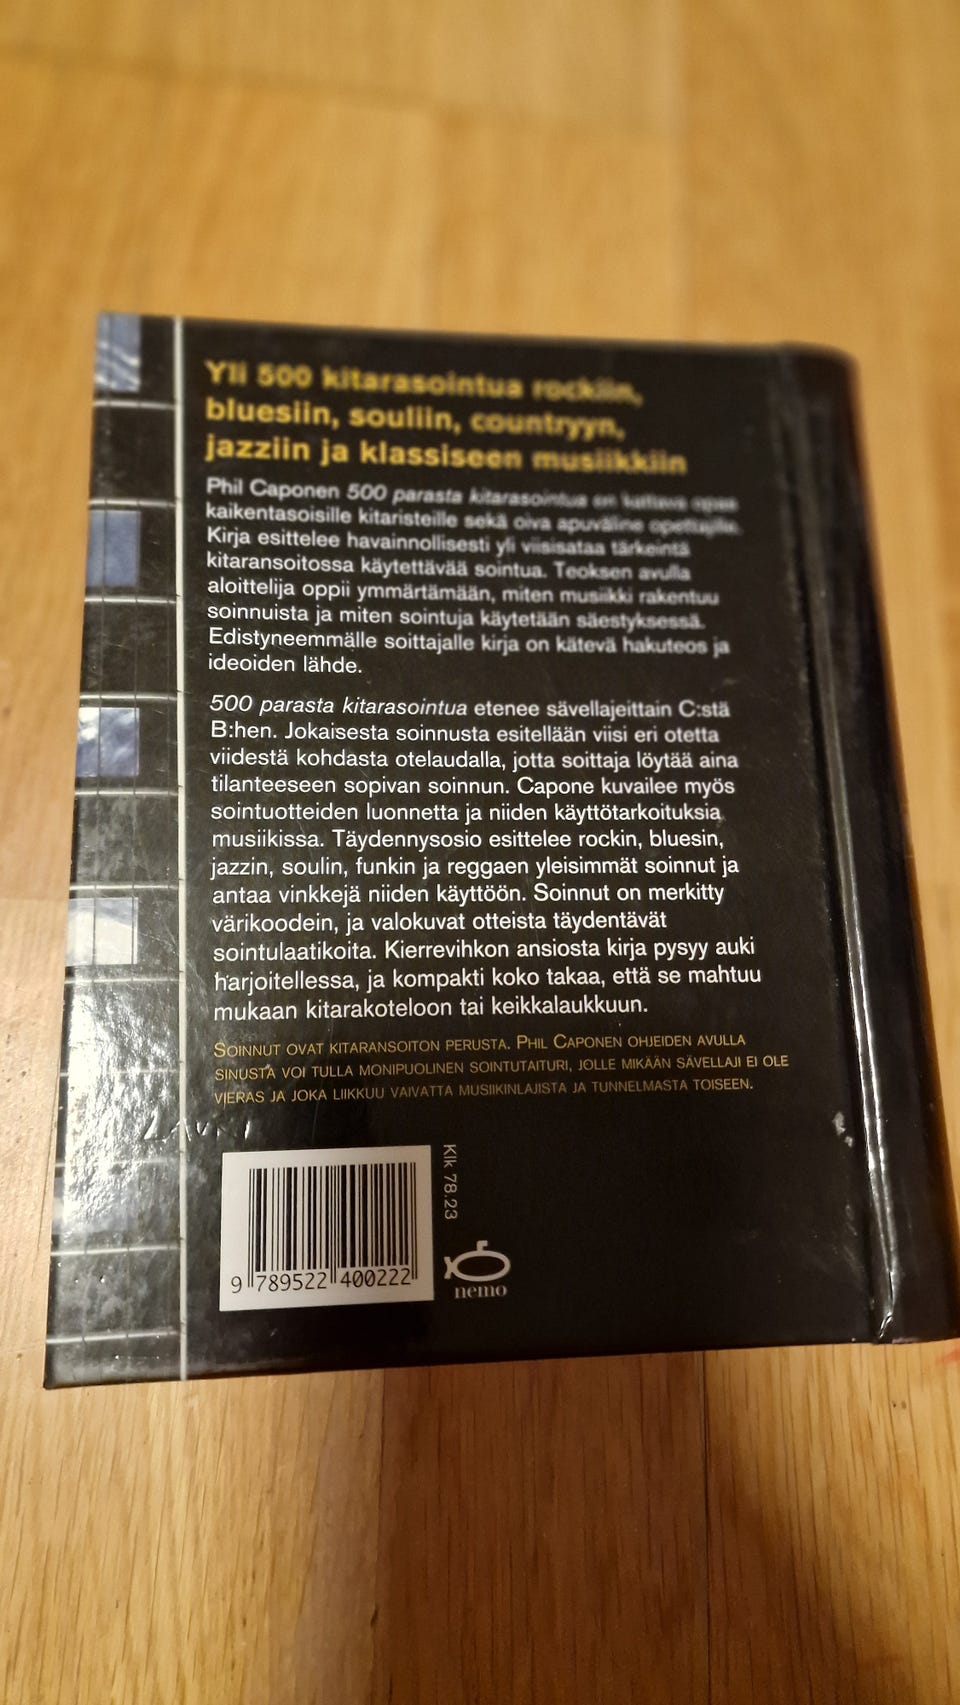 Yli 500 kitarasointua rockiin,
bluesiin, souliin, countryyn,
jazziin ja klassiseen musiikkiin
Phil Caponen 500 parasta kitarasointua on kattava opas
kaikentasoisille kitaristeille sekä oiva apuväline opettajille.
Kirja esittelee havainnollisesti yli viisisataa tärkeintä
kitaransoitossa käytettävää sointua. Teoksen avulla
aloittelija oppii ymmärtämään, miten musiikki rakentuu
soinnuista ja miten sointuja käytetään säestyksessä.
Edistyneemmälle soittajalle kirja on kätevä hakuteos ja
ideoiden lähde.
500 parasta kitarasointua etenee sävellajeittain C:stä
B:hen. Jokaisesta soinnusta esitellään viisi eri otetta
viidestä kohdasta otelaudalla, jotta soittaja löytää aina
tilanteeseen sopivan soinnun. Capone kuvailee myös
sointuotteiden luonnetta ja niiden käyttötarkoituksia
musiikissa. Täydennysosio esittelee rockin, bluesin,
jazzin, soulin, funkin ja reggaen yleisimmät soinnut ja
antaa vinkkejä niiden käyttöön. Soinnut on merkitty
värikoodein, ja valokuvat otteista täydentävät
sointulaatikoita. Kierrevihkon ansiosta kirja pysyy auki
harjoitellessa, ja kompakti koko takaa, että se mahtuu
mukaan kitarakoteloon tai keikkalaukkuun.
SOINNUT OVAT KITARANSOITON PERUSTA. PHIL CAPONEN OHJEIDEN AVULLA
SINUSTA VOI TULLA MONIPUOLINEN SOINTUTAITURI, JOLLE MIKÄÄN SÄVELLAJI EI OLE
VIERAS JA JOKA LIIKKUU VAIVATTA MUSIIKINLAJISTA JA TUNNELMASTA TOISEEN.
LAURI
9 789522 400222
Klk 78.23
nemo